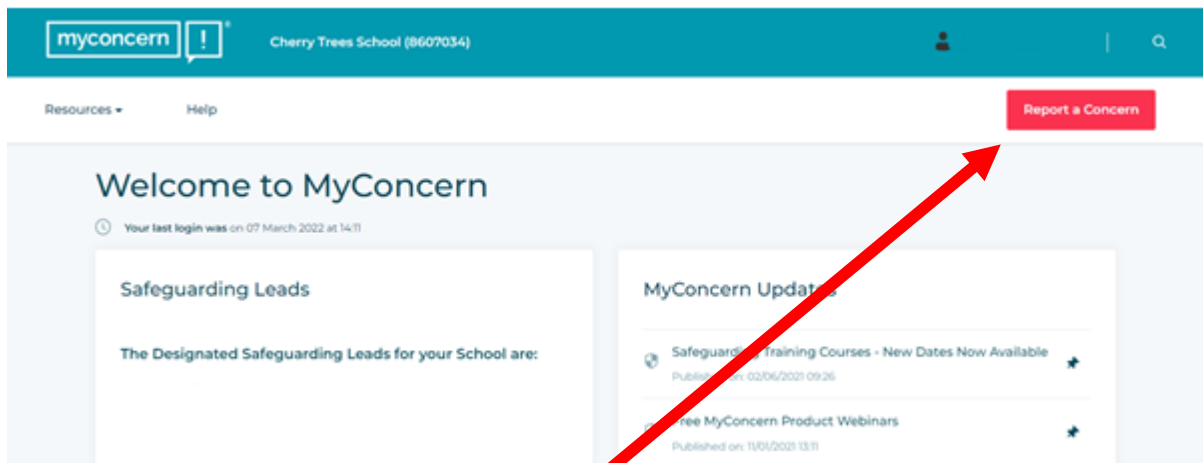 myconcern ! Cherry Trees School (8607034)
Resources Help Report a Concern
Welcome to MyConcern
Your last login was on 07 March 2022 at 14:11
Safeguarding Leads
The Designated Safeguarding Leads for your School are:
MyConcern Updates
Safeguarding Training Courses - New Dates Now Available
Published on: 02/06/2021 09:26
Free MyConcern Product Webinars
Published on: 11/01/2021 13:11